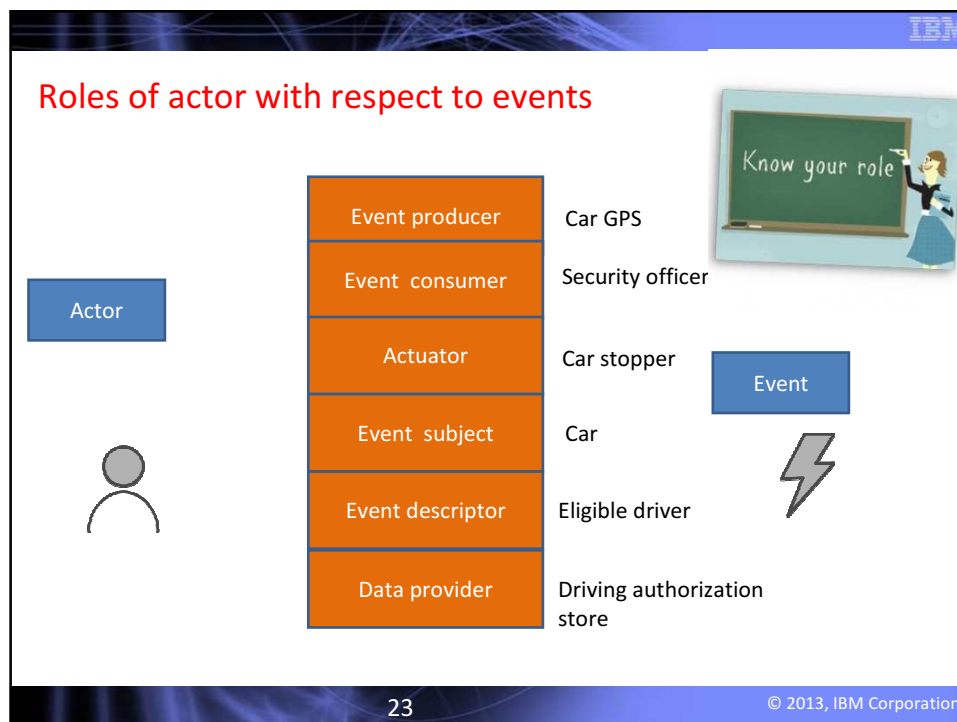 IBM
Roles of actor with respect to events
Know your role
Event producer
Car GPS
Event consumer
Security officer
Actor
Actuator
Car stopper
Event
Event subject
Car
Event descriptor
Eligible driver
Data provider
Driving authorization
store
23
© 2013, IBM Corporation